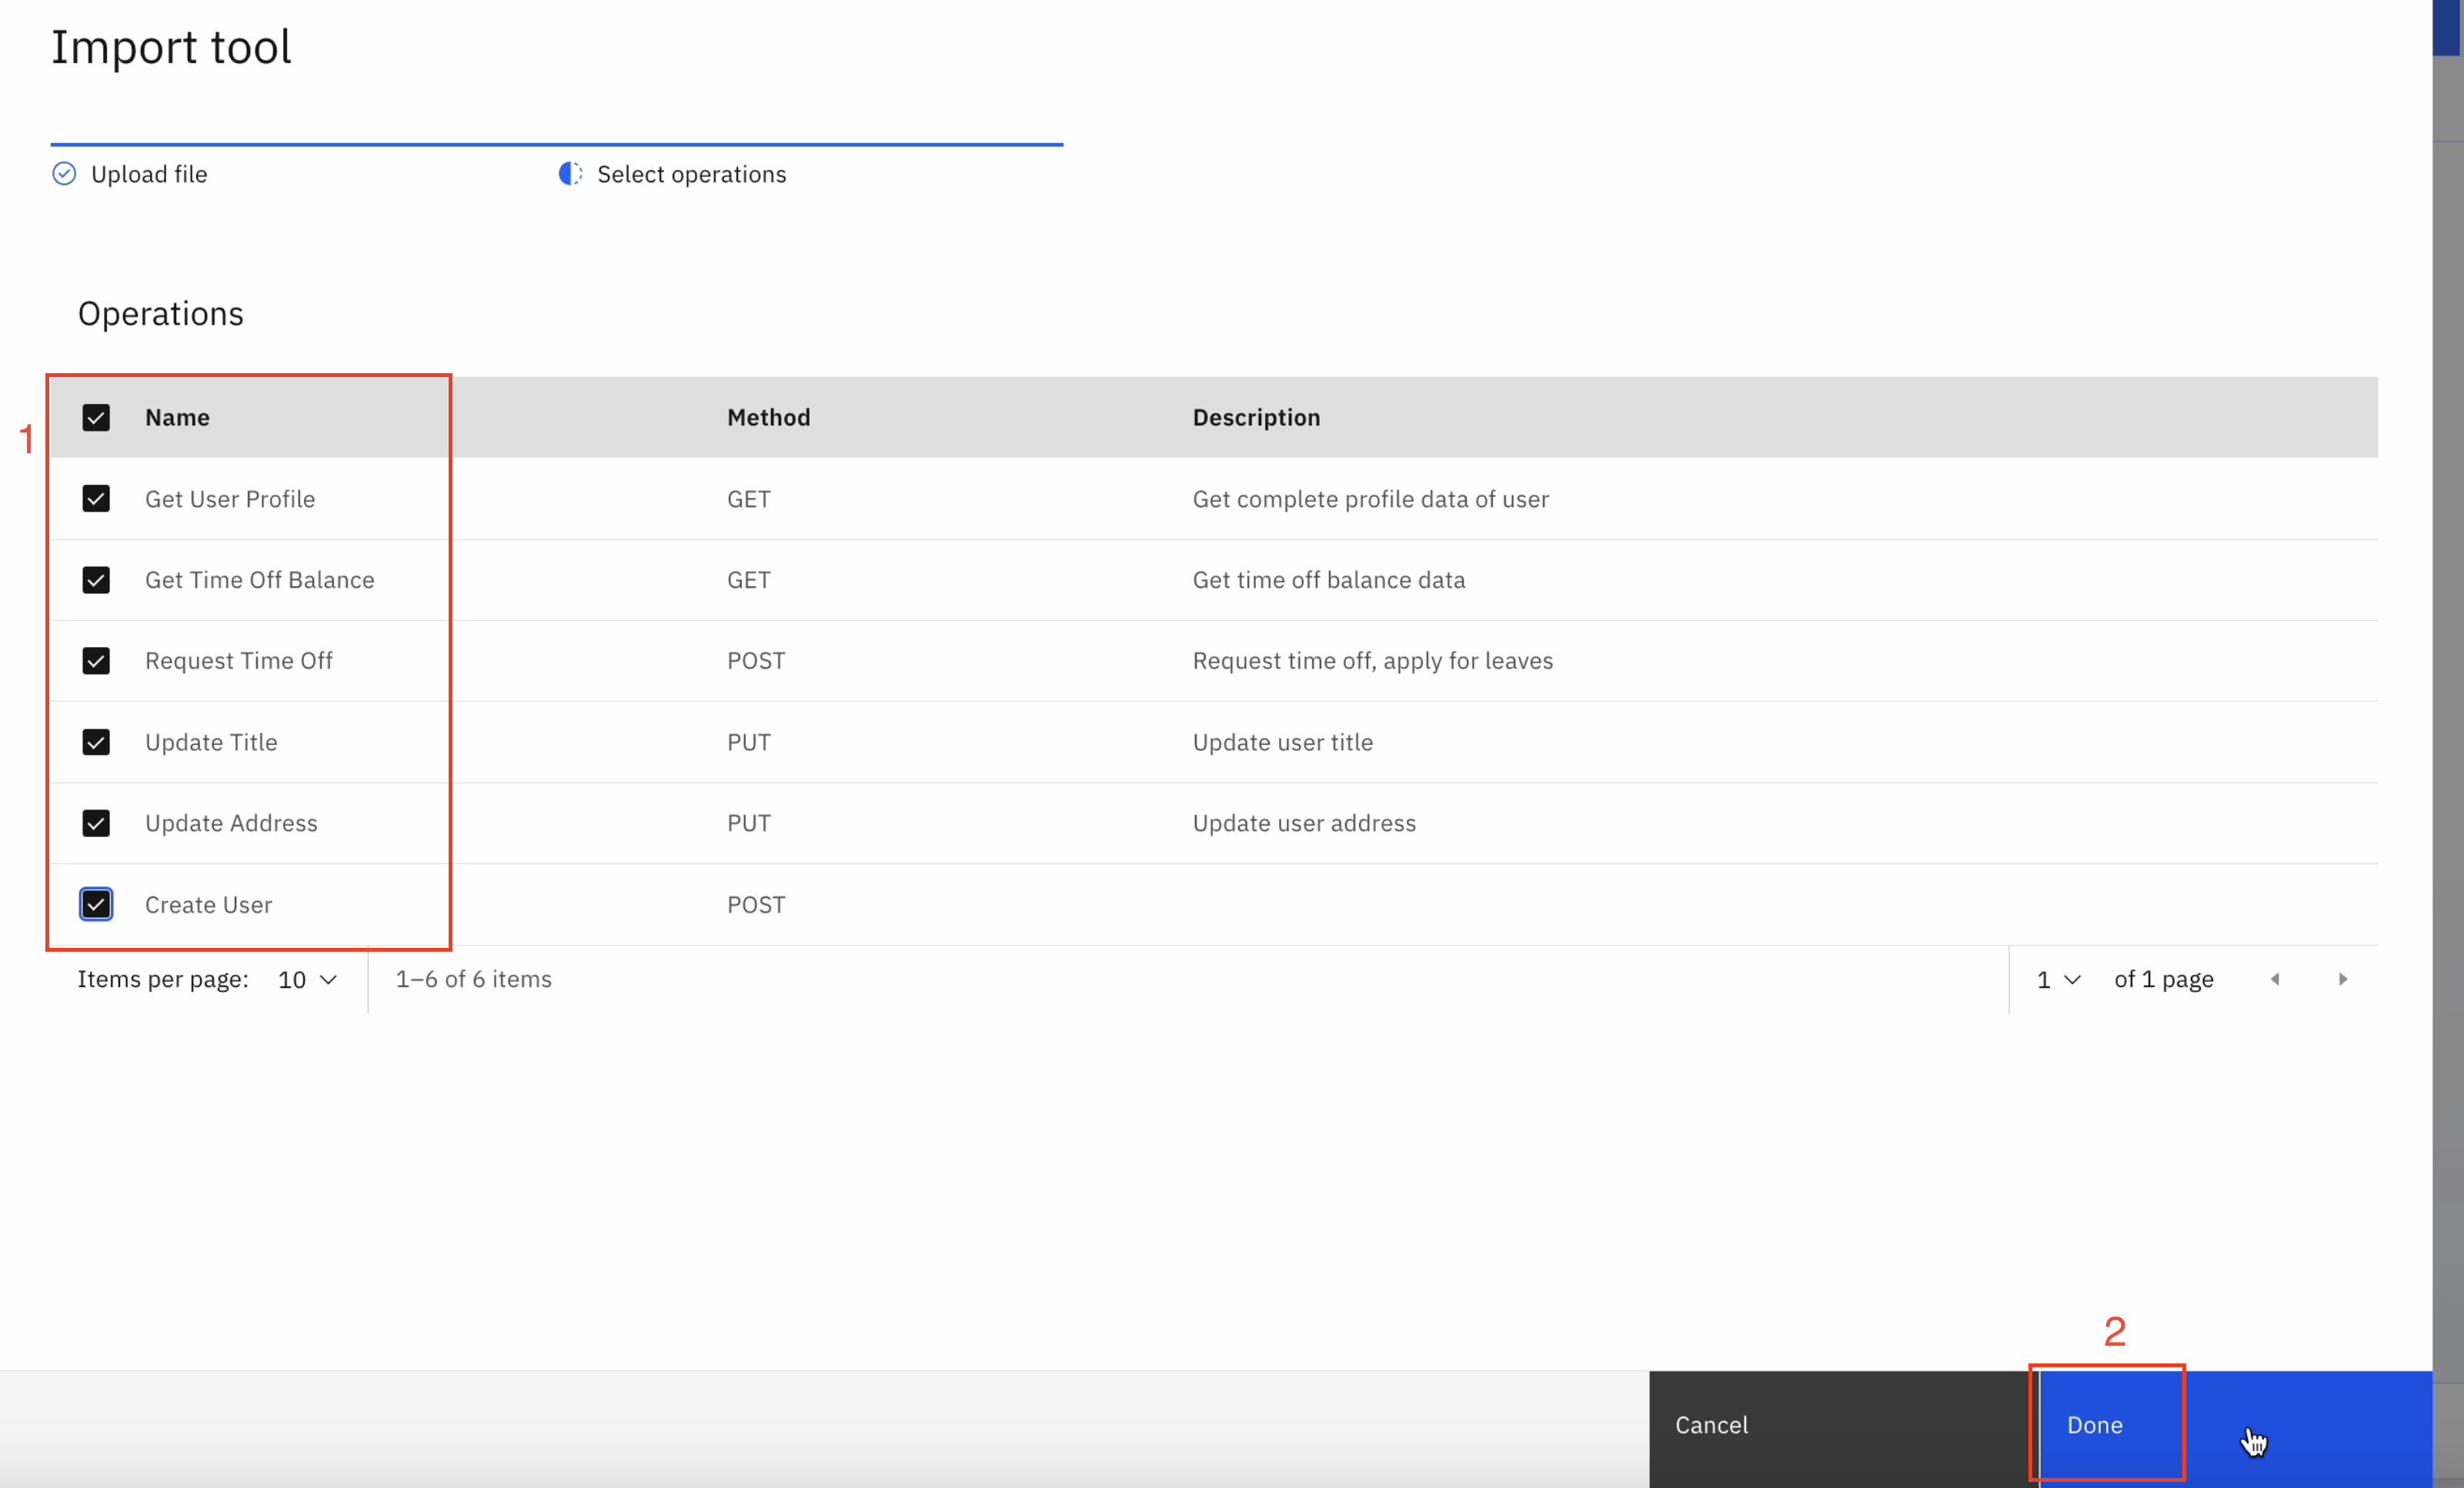 Import tool
Upload file
Select operations
Operations
1
Name Method Description
Get User Profile GET Get complete profile data of user
Get Time Off Balance GET Get time off balance data
Request Time Off POST Request time off, apply for leaves
Update Title PUT Update user title
Update Address PUT Update user address
Create User POST
Items per page: 10 1–6 of 6 items 1 of 1 page
2
Cancel Done